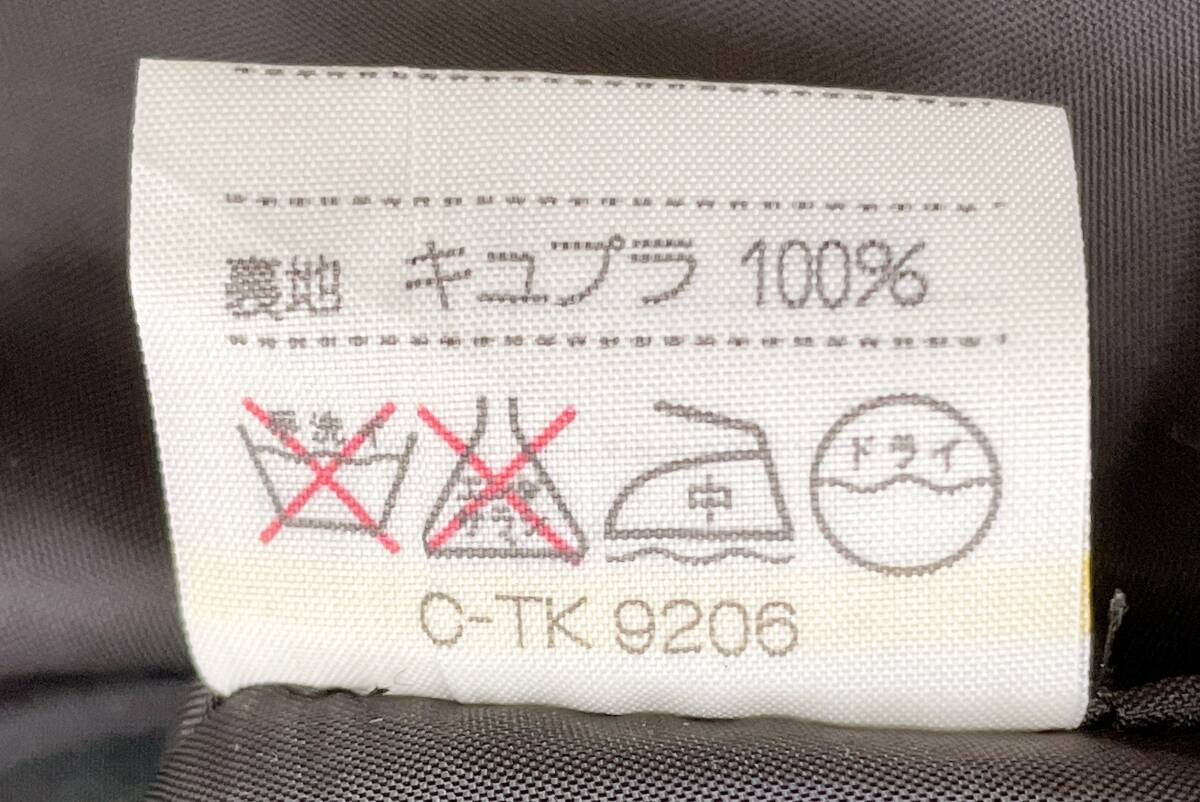 裏地 キュプラ 100%
中 ドライ
C-TK 9206